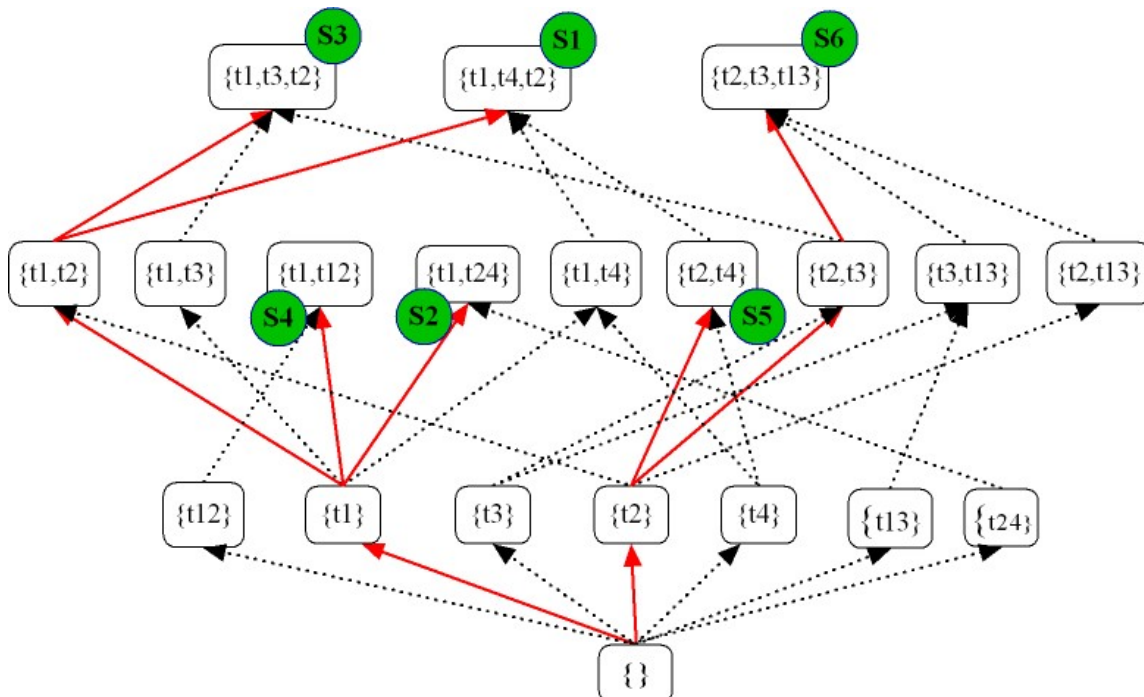 S3
S1
S6
{t1,t3,t2}
{t1,t4,t2}
{t2,t3,t13}
{t1,t2}
{t1,t3}
{t1,t12}
{t1,t24}
{t1,t4}
{t2,t4}
{t2,t3}
{t3,t13}
{t2,t13}
S4
S2
S5
{t12}
{t1}
{t3}
{t2}
{t4}
{t13}
{t24}
{}